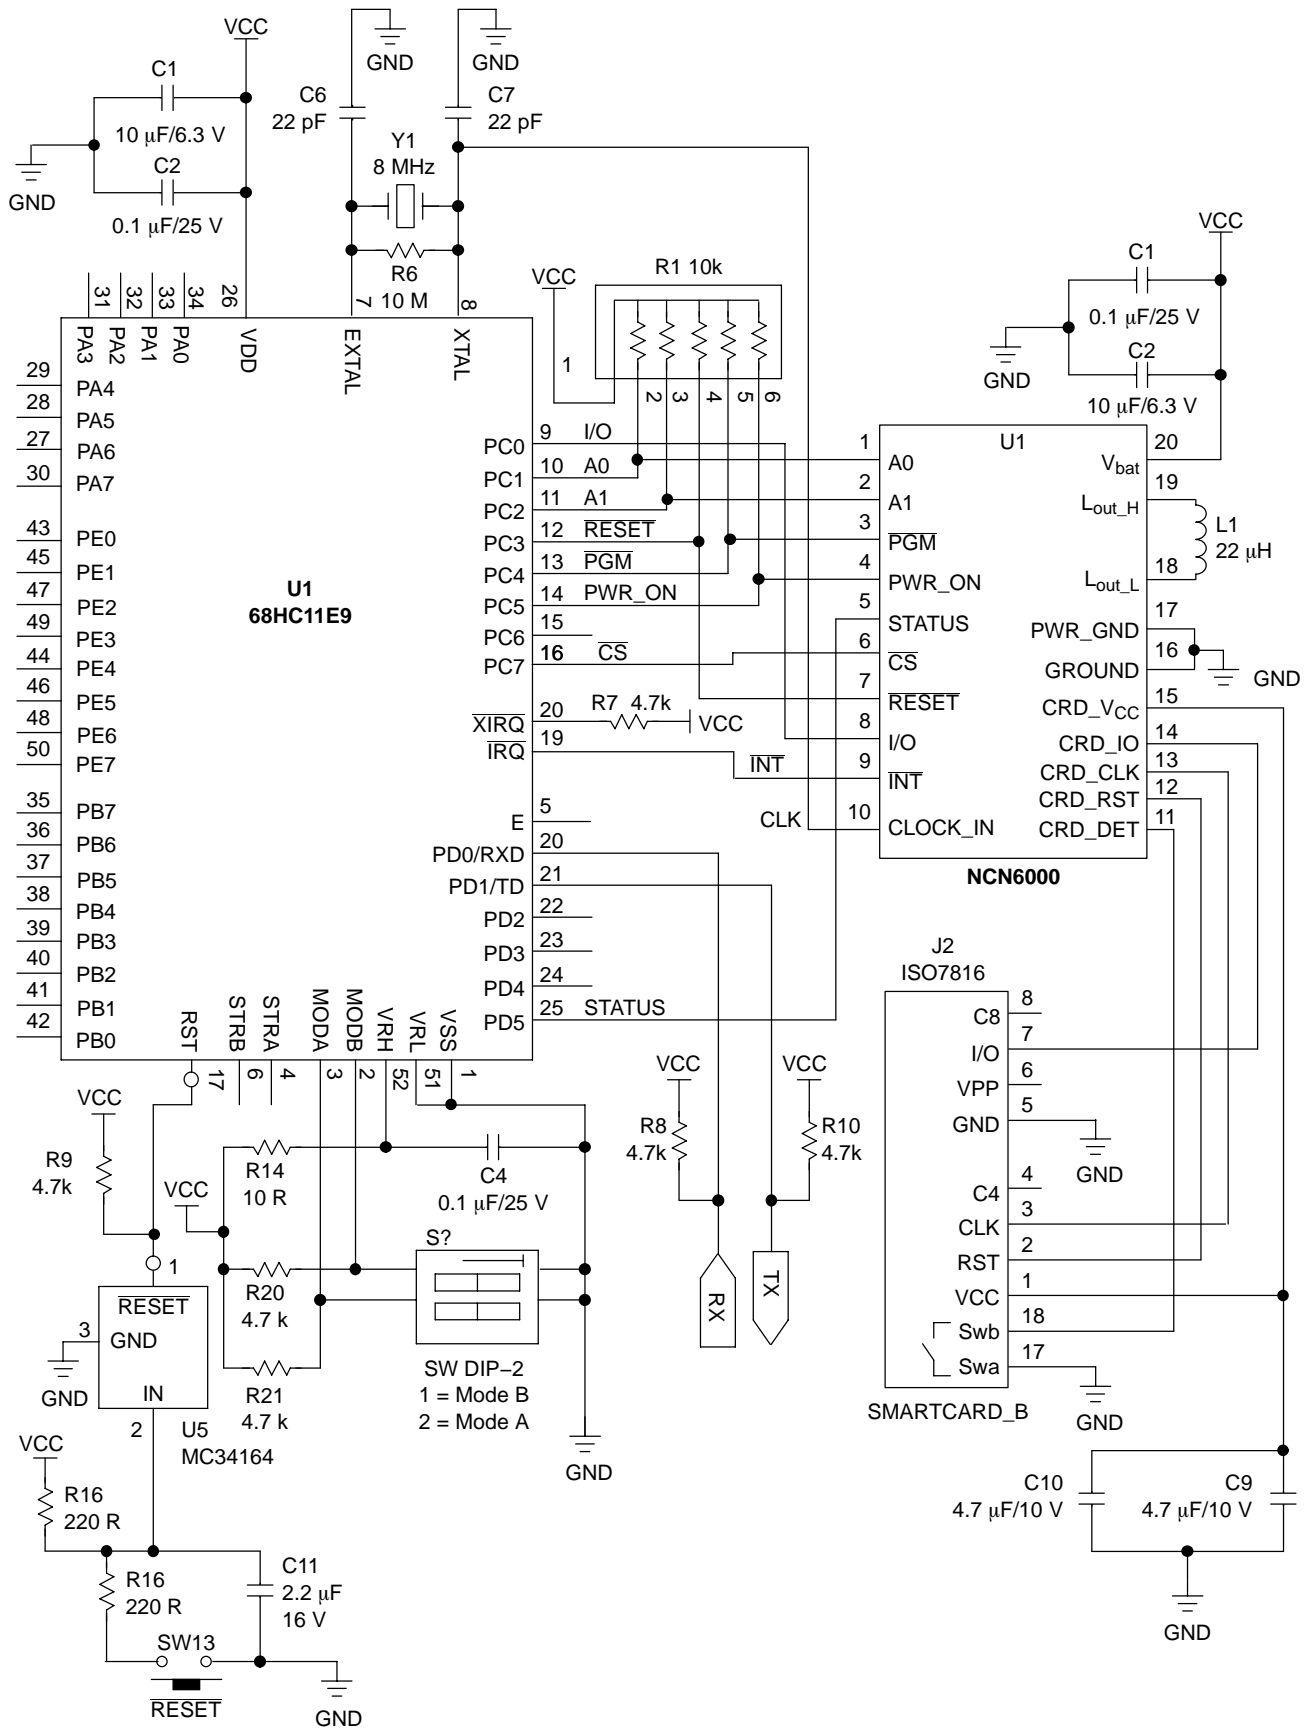 VCC
GND
GND
C1
10 μF/6.3 V
C2
0.1 μF/25 V
GND
C6
22 pF
C7
22 pF
Y1
8 MHz
R6
10 M
VCC
R1 10k
1
2
3
4
5
6
VCC
C1
0.1 μF/25 V
C2
10 μF/6.3 V
GND
31
32
33
34
26
7
8
PA3
PA2
PA1
PA0
VDD
EXTAL
XTAL
29
PA4
28
PA5
27
PA6
30
PA7
43
PE0
45
PE1
47
PE2
49
PE3
44
PE4
46
PE5
48
PE6
50
PE7
35
PB7
36
PB6
37
PB5
38
PB4
39
PB3
40
PB2
41
PB1
42
PB0
U1
68HC11E9
PC0
9
I/O
PC1
10
A0
PC2
11
A1
PC3
12
RESET
PC4
13
PGM
PC5
14
PWR_ON
PC6
15
PC7
16
CS
XIRQ
20
R7 4.7k
VCC
IRQ
19
INT
E
5
CLK
PD0/RXD
20
PD1/TD
21
PD2
22
PD3
23
PD4
24
PD5
25
STATUS
RST
STRB
STRA
MODA
MODB
VRH
VRL
VSS
17
6
4
3
2
52
51
1
U1
1
A0
2
A1
3
PGM
4
PWR_ON
5
STATUS
6
CS
7
RESET
8
I/O
9
INT
10
CLOCK_IN
20
Vbat
19
Lout_H
L1
22 μH
18
Lout_L
17
PWR_GND
16
GROUND
GND
15
CRD_VCC
14
CRD_IO
13
CRD_CLK
12
CRD_RST
11
CRD_DET
NCN6000
J2
ISO7816
C8
8
I/O
7
VPP
6
GND
5
GND
C4
4
CLK
3
RST
2
VCC
1
Swb
18
Swa
17
GND
SMARTCARD_B
C10
4.7 μF/10 V
C9
4.7 μF/10 V
GND
VCC
R8
4.7k
VCC
R10
4.7k
RX
TX
VCC
R9
4.7k
VCC
R14
10 R
C4
0.1 μF/25 V
R20
4.7 k
R21
4.7 k
S?
SW DIP–2
1 = Mode B
2 = Mode A
GND
1
RESET
3
GND
GND
IN
2
U5
MC34164
VCC
R16
220 R
R16
220 R
C11
2.2 μF
16 V
SW13
RESET
GND